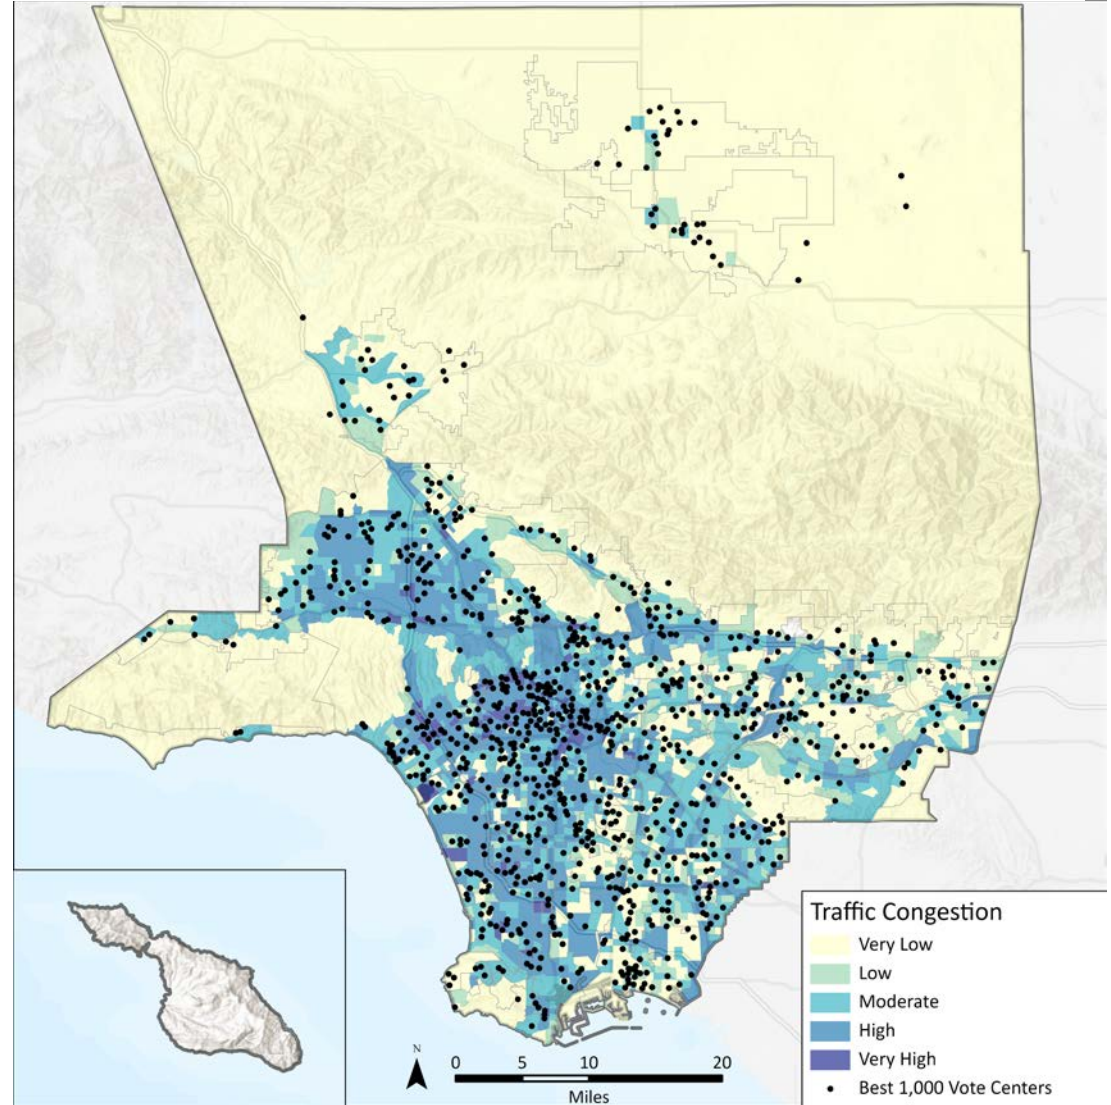 Traffic Congestion
Very Low
Low
Moderate
High
Very High
Best 1,000 Vote Centers
N
0 5 10 20
Miles